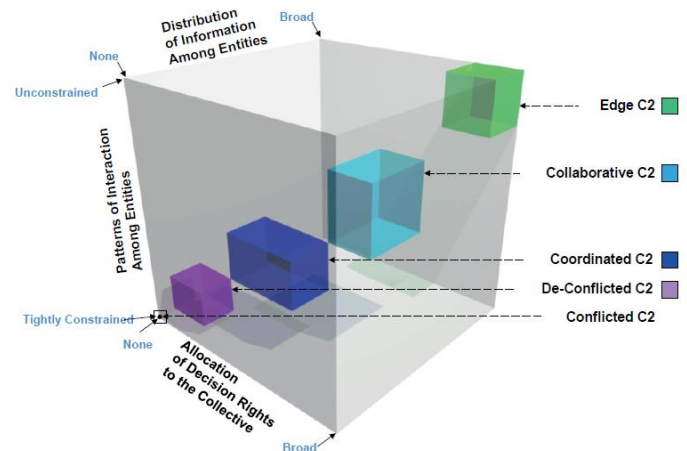 Distribution
of Information
Among Entities
Broad
None
Unconstrained
Patterns of Interaction
Among Entities
Edge C2
Collaborative C2
Coordinated C2
De-Conflicted C2
Conflicted C2
Tightly Constrained
None
Allocation
of Decision Rights
to the Collective
Broad